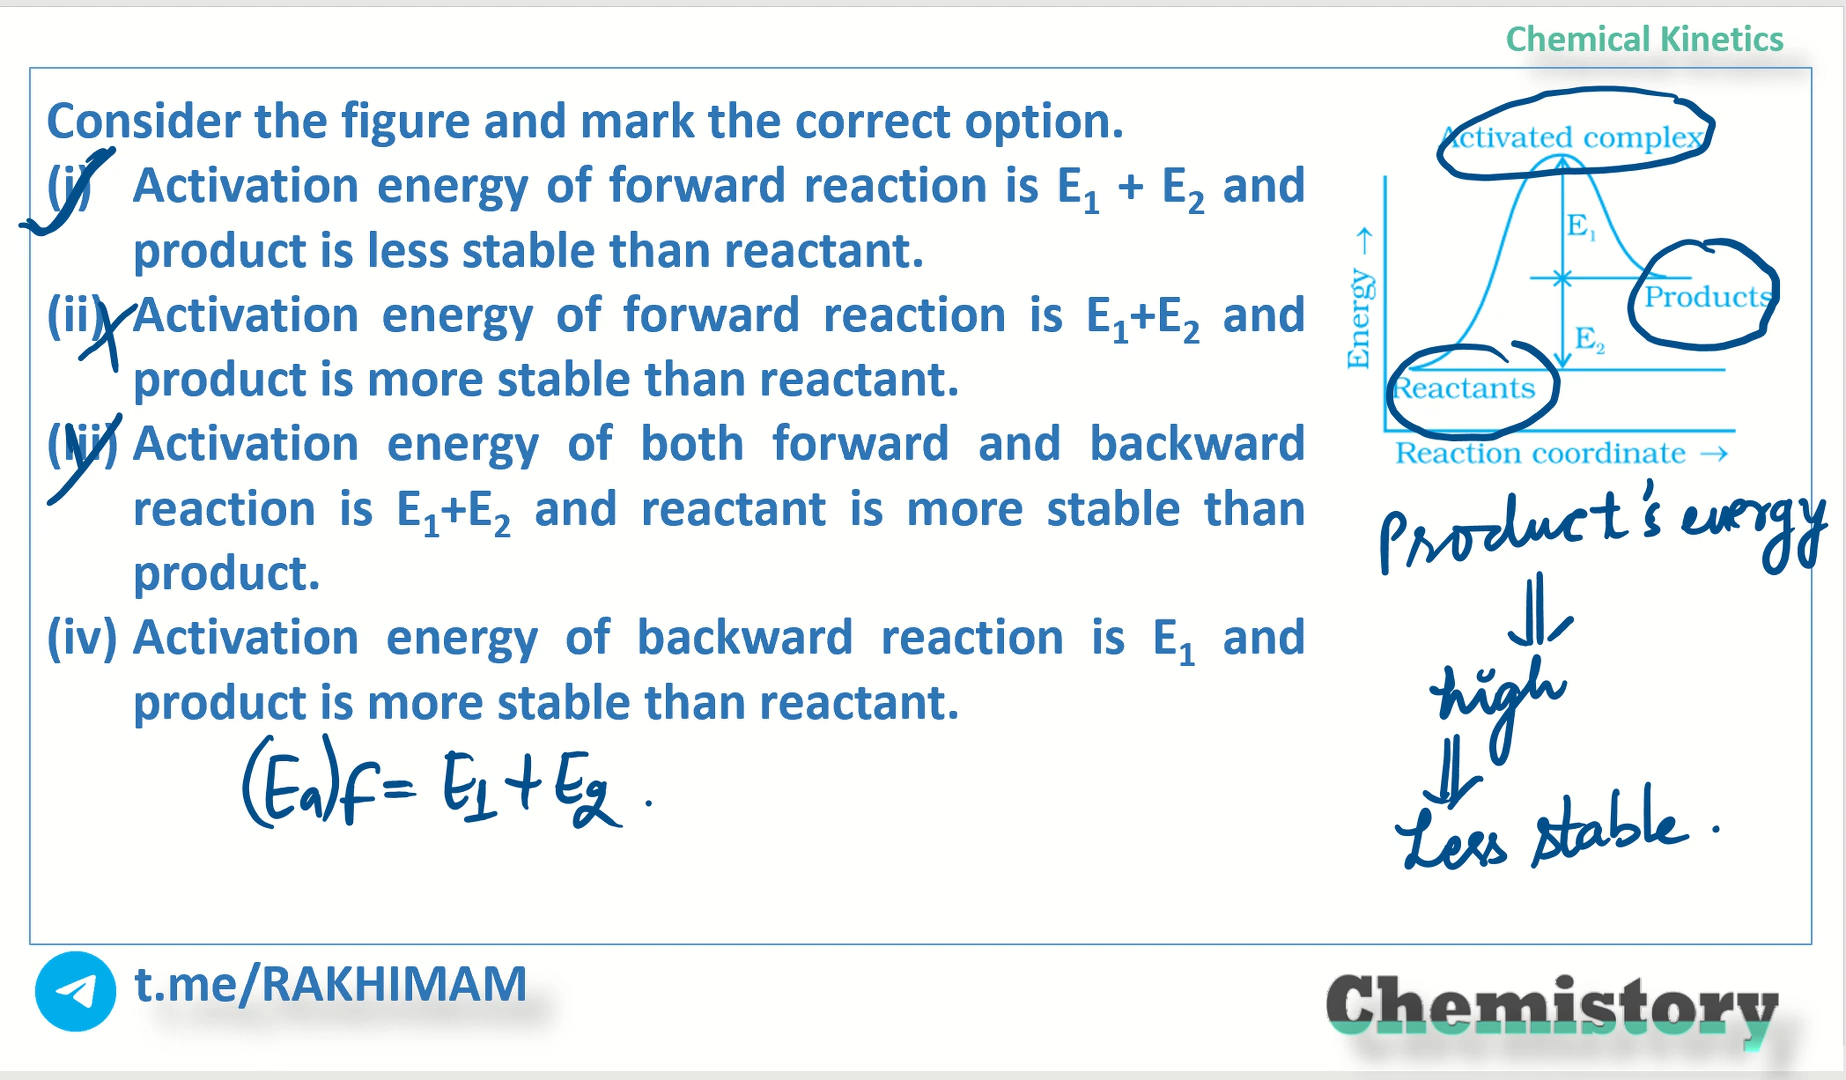 Chemical Kinetics
Consider the figure and mark the correct option.
(i) Activation energy of forward reaction is E₁ + E₂ and
product is less stable than reactant.
(ii) Activation energy of forward reaction is E₁+E₂ and
product is more stable than reactant.
(iii) Activation energy of both forward and backward
reaction is E₁+E₂ and reactant is more stable than
product.
(iv) Activation energy of backward reaction is E₁ and
product is more stable than reactant.
(Ea)f = E₁ + E₂ .
Activated complex
E₁
Products
Energy →
E₂
Reactants
Reaction coordinate →
Product's energy
⇓
high
⇓
Less stable .
t.me/RAKHIMAM
Chemistory